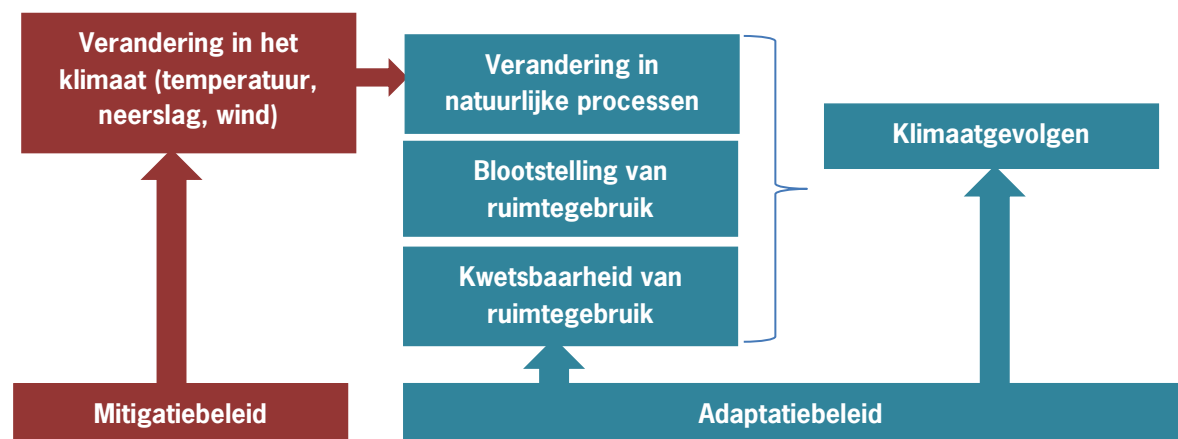 Verandering in het
klimaat (temperatuur,
neerslag, wind)
Verandering in
natuurlijke processen
Blootstelling van
ruimtegebruik
Kwetsbaarheid van
ruimtegebruik
Klimaatgevolgen
Mitigatiebeleid
Adaptatiebeleid